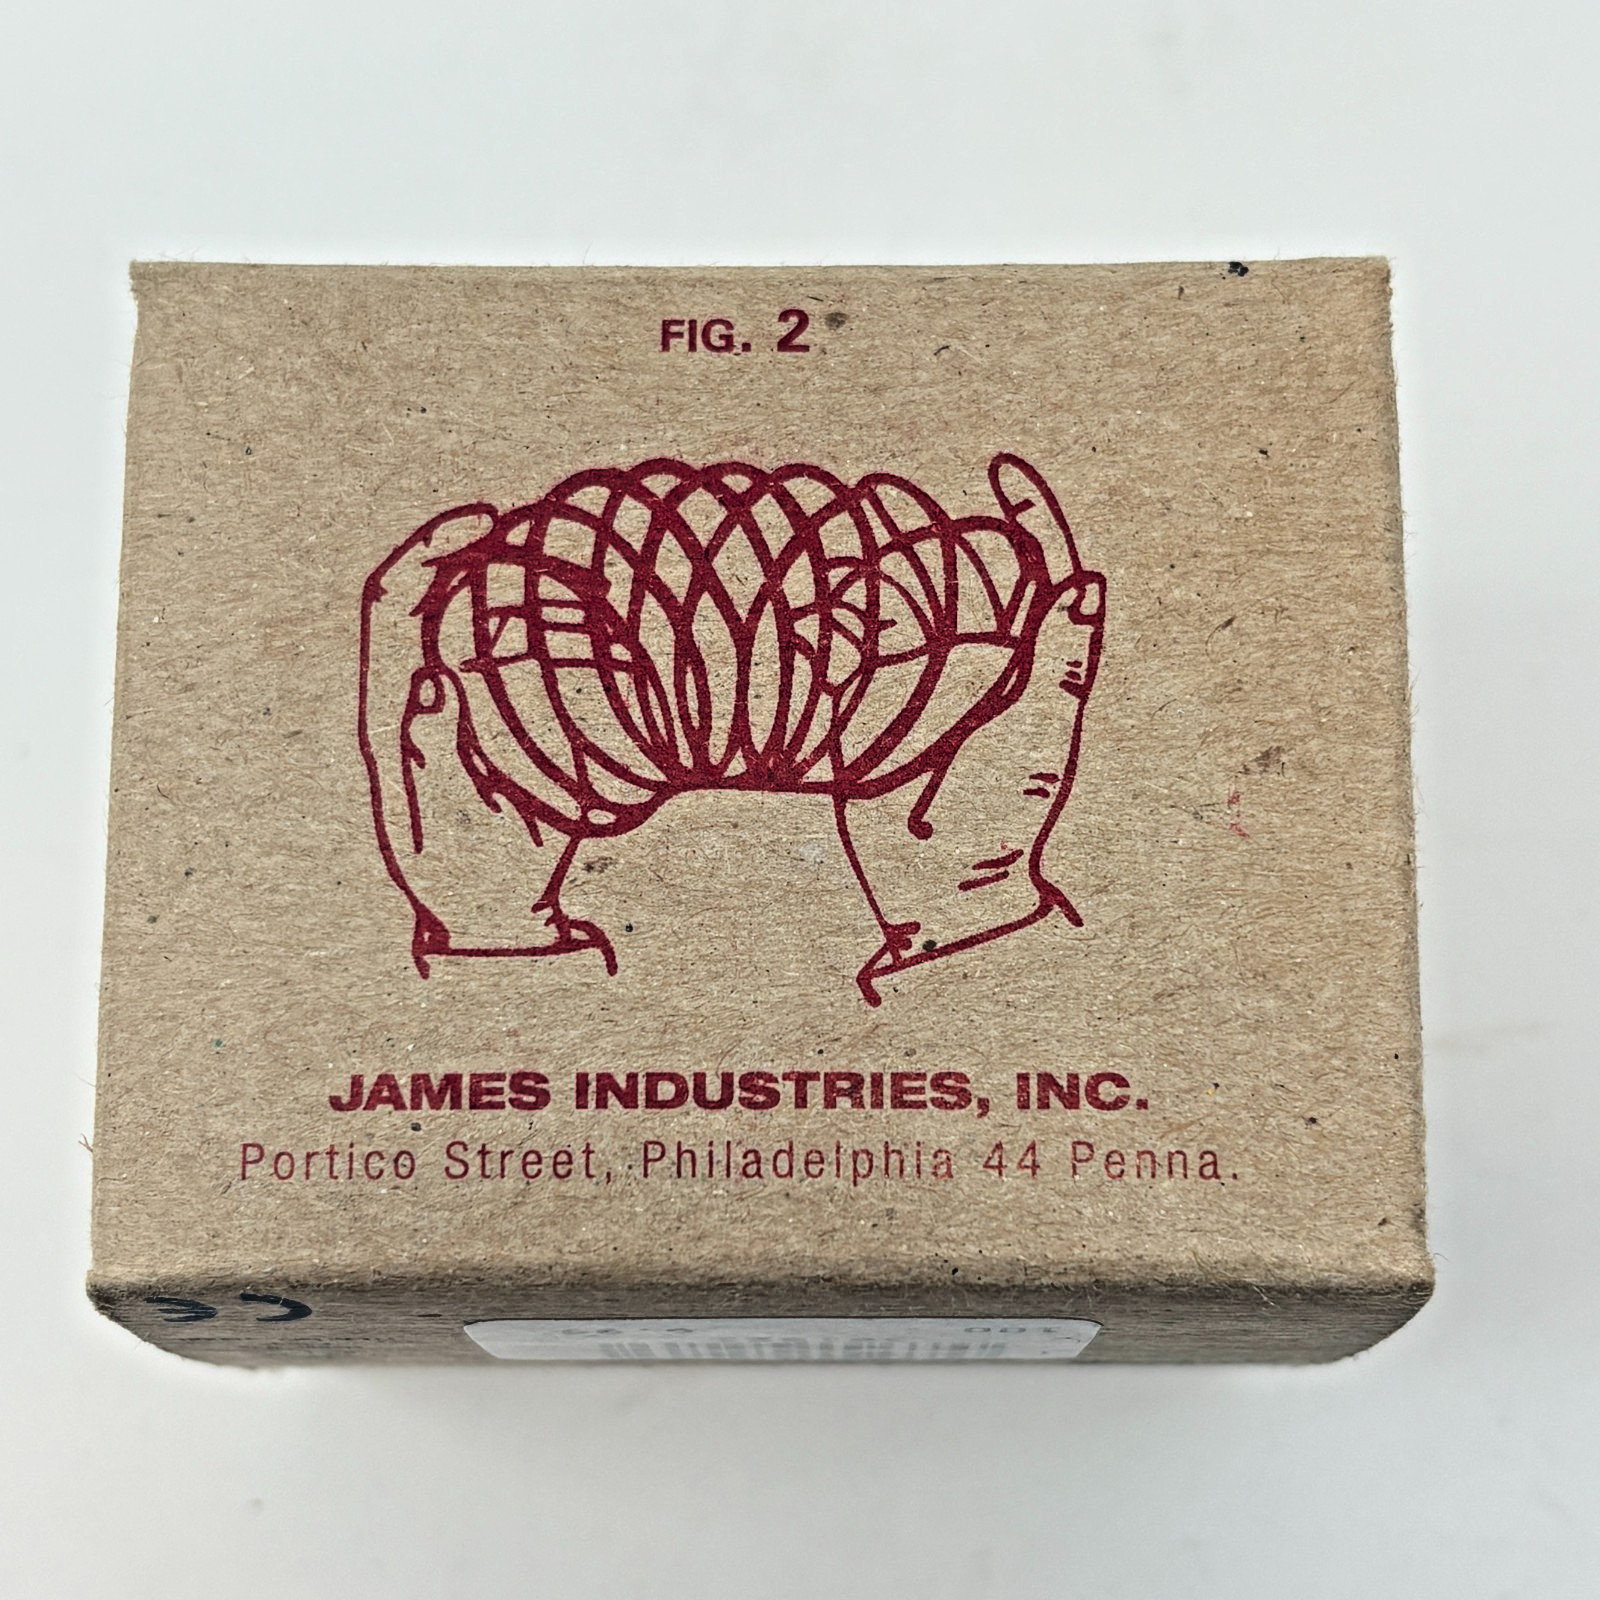 FIG. 2
JAMES INDUSTRIES, INC.
Portico Street, Philadelphia 44 Penna.